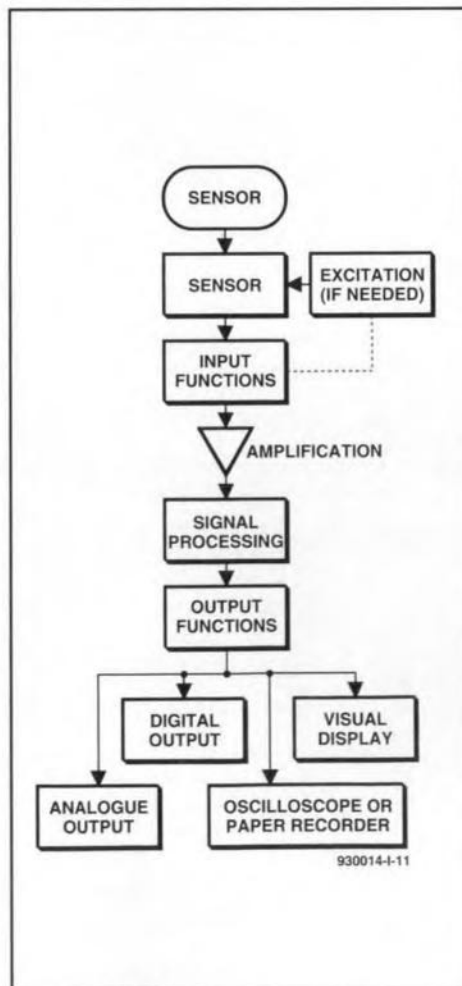 SENSOR
SENSOR
EXCITATION
(IF NEEDED)
INPUT
FUNCTIONS
AMPLIFICATION
SIGNAL
PROCESSING
OUTPUT
FUNCTIONS
DIGITAL
OUTPUT
VISUAL
DISPLAY
ANALOGUE
OUTPUT
OSCILLOSCOPE OR
PAPER RECORDER
930014-I-11